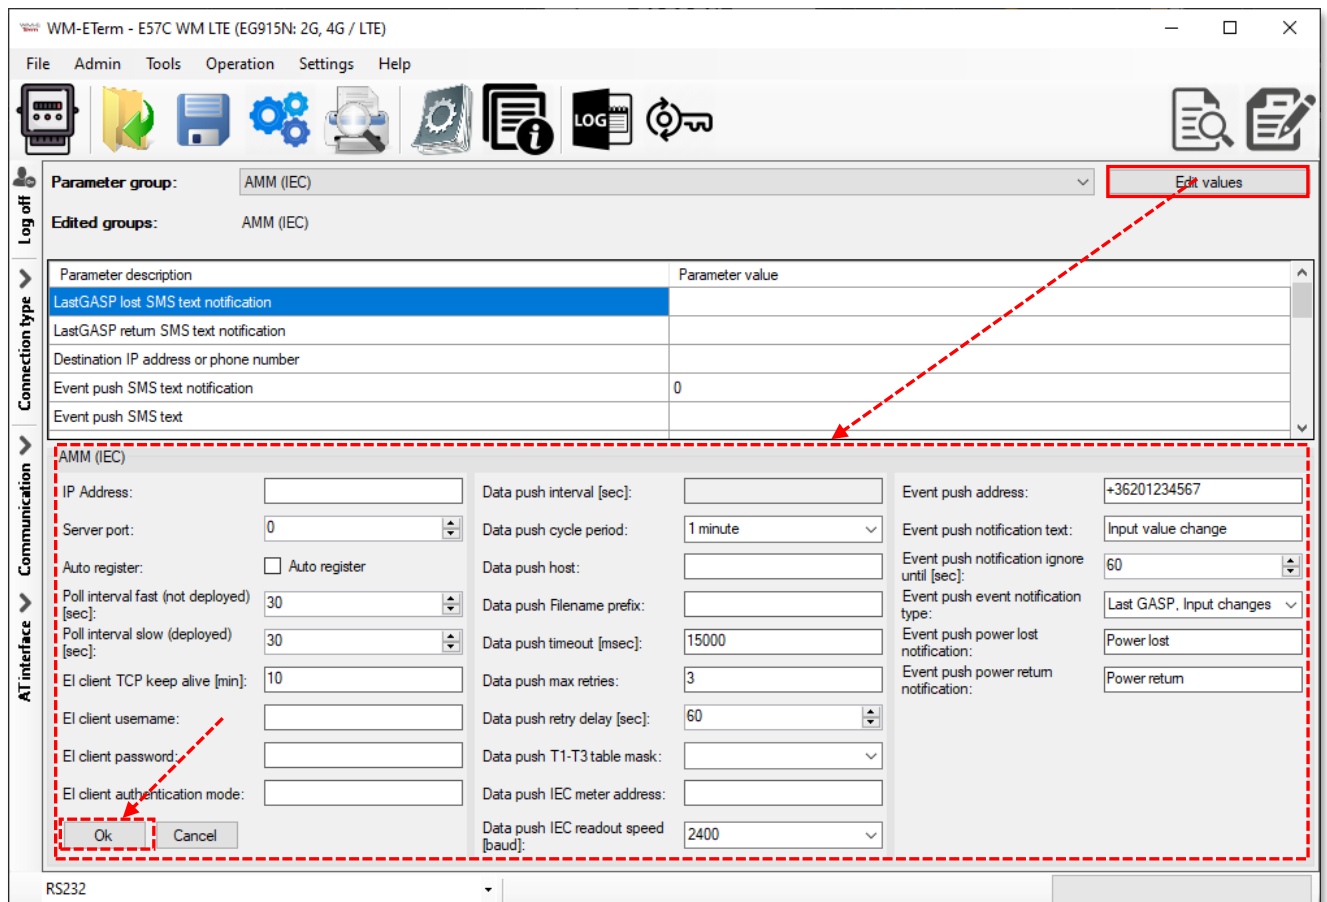 WM-ETerm - E57C WM LTE (EG915N: 2G, 4G / LTE)
File Admin Tools Operation Settings Help
LOG
Log off
Connection type
Communication
AT interface
Parameter group: AMM (IEC) Edit values
Edited groups: AMM (IEC)
Parameter description Parameter value
LastGASP lost SMS text notification
LastGASP return SMS text notification
Destination IP address or phone number
Event push SMS text notification 0
Event push SMS text
AMM (IEC)
IP Address:
Server port: 0
Auto register: Auto register
Poll interval fast (not deployed)
[sec]: 30
Poll interval slow (deployed)
[sec]: 30
EI client TCP keep alive [min]: 10
EI client username:
EI client password:
EI client authentication mode:
Ok Cancel
Data push interval [sec]:
Data push cycle period: 1 minute
Data push host:
Data push Filename prefix:
Data push timeout [msec]: 15000
Data push max retries: 3
Data push retry delay [sec]: 60
Data push T1-T3 table mask:
Data push IEC meter address:
Data push IEC readout speed
[baud]: 2400
Event push address: +36201234567
Event push notification text: Input value change
Event push notification ignore
until [sec]: 60
Event push event notification
type: Last GASP, Input changes
Event push power lost
notification: Power lost
Event push power return
notification: Power return
RS232